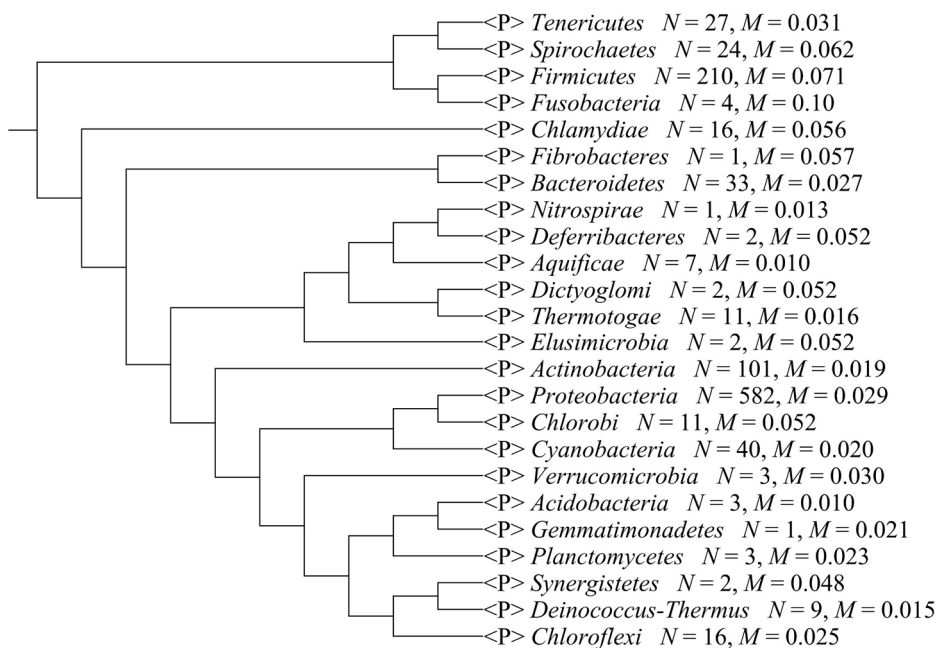 <P> Tenericutes N = 27, M = 0.031
<P> Spirochaetes N = 24, M = 0.062
<P> Firmicutes N = 210, M = 0.071
<P> Fusobacteria N = 4, M = 0.10
<P> Chlamydiae N = 16, M = 0.056
<P> Fibrobacteres N = 1, M = 0.057
<P> Bacteroidetes N = 33, M = 0.027
<P> Nitrospirae N = 1, M = 0.013
<P> Deferribacteres N = 2, M = 0.052
<P> Aquificae N = 7, M = 0.010
<P> Dictyoglomi N = 2, M = 0.052
<P> Thermotogae N = 11, M = 0.016
<P> Elusimicrobia N = 2, M = 0.052
<P> Actinobacteria N = 101, M = 0.019
<P> Proteobacteria N = 582, M = 0.029
<P> Chlorobi N = 11, M = 0.052
<P> Cyanobacteria N = 40, M = 0.020
<P> Verrucomicrobia N = 3, M = 0.030
<P> Acidobacteria N = 3, M = 0.010
<P> Gemmatimonadetes N = 1, M = 0.021
<P> Planctomycetes N = 3, M = 0.023
<P> Synergistetes N = 2, M = 0.048
<P> Deinococcus-Thermus N = 9, M = 0.015
<P> Chloroflexi N = 16, M = 0.025